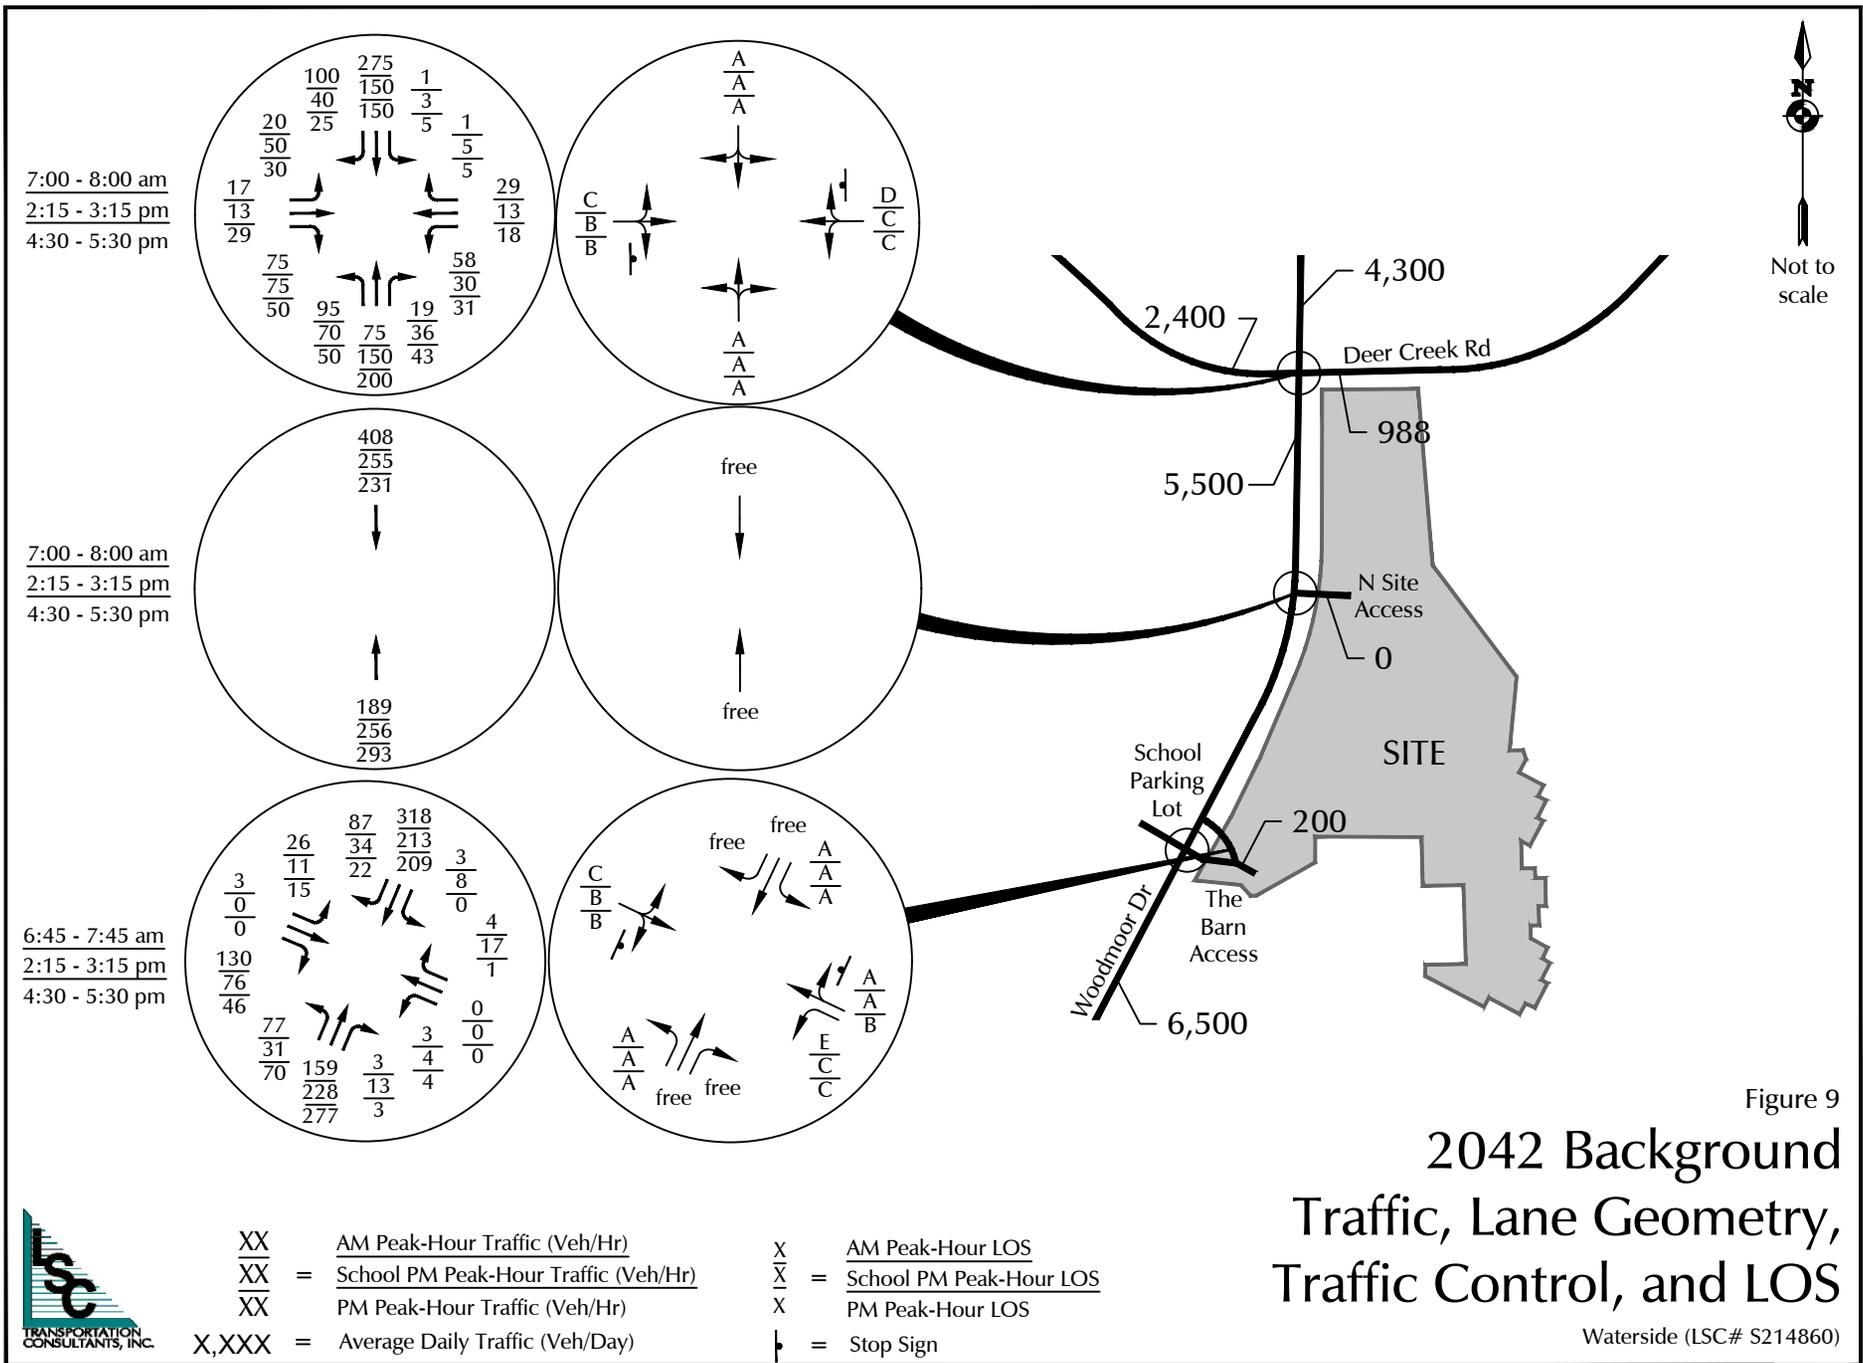 7:00 - 8:00 am
2:15 - 3:15 pm
4:30 - 5:30 pm
100
40
25
275
150
150
1
3
5
20
50
30
1
5
5
17
13
29
29
13
18
75
75
50
58
30
31
95
70
50
75
150
200
19
36
43
A
A
A
C
B
B
D
C
C
A
A
A
N
Not to
scale
4,300
2,400
Deer Creek Rd
988
5,500
7:00 - 8:00 am
2:15 - 3:15 pm
4:30 - 5:30 pm
408
255
231
189
256
293
free
free
N Site
Access
0
SITE
School
Parking
Lot
200
The
Barn
Access
Woodmoor Dr
6,500
6:45 - 7:45 am
2:15 - 3:15 pm
4:30 - 5:30 pm
87
34
22
318
213
209
26
11
15
3
8
0
3
0
0
4
17
1
130
76
46
0
0
0
77
31
70
159
228
277
3
13
3
3
4
4
free
free
A
A
A
C
B
B
A
A
B
A
A
A
E
C
C
free
free
Figure 9
2042 Background
Traffic, Lane Geometry,
Traffic Control, and LOS
Waterside (LSC# S214860)
LSC
TRANSPORTATION
CONSULTANTS, INC.
XX AM Peak-Hour Traffic (Veh/Hr)
XX = School PM Peak-Hour Traffic (Veh/Hr)
XX PM Peak-Hour Traffic (Veh/Hr)
X,XXX = Average Daily Traffic (Veh/Day)
X AM Peak-Hour LOS
X = School PM Peak-Hour LOS
X PM Peak-Hour LOS
= Stop Sign